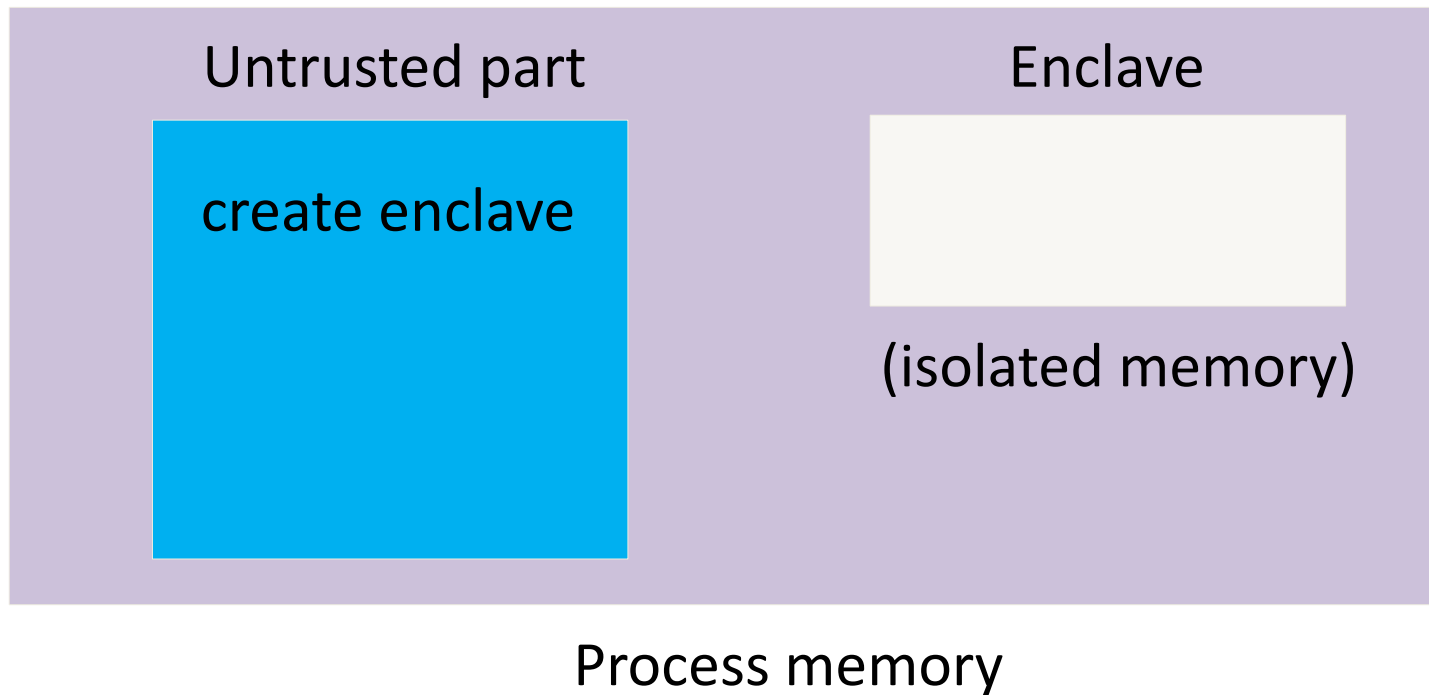 Untrusted part
create enclave
Enclave
(isolated memory)
Process memory